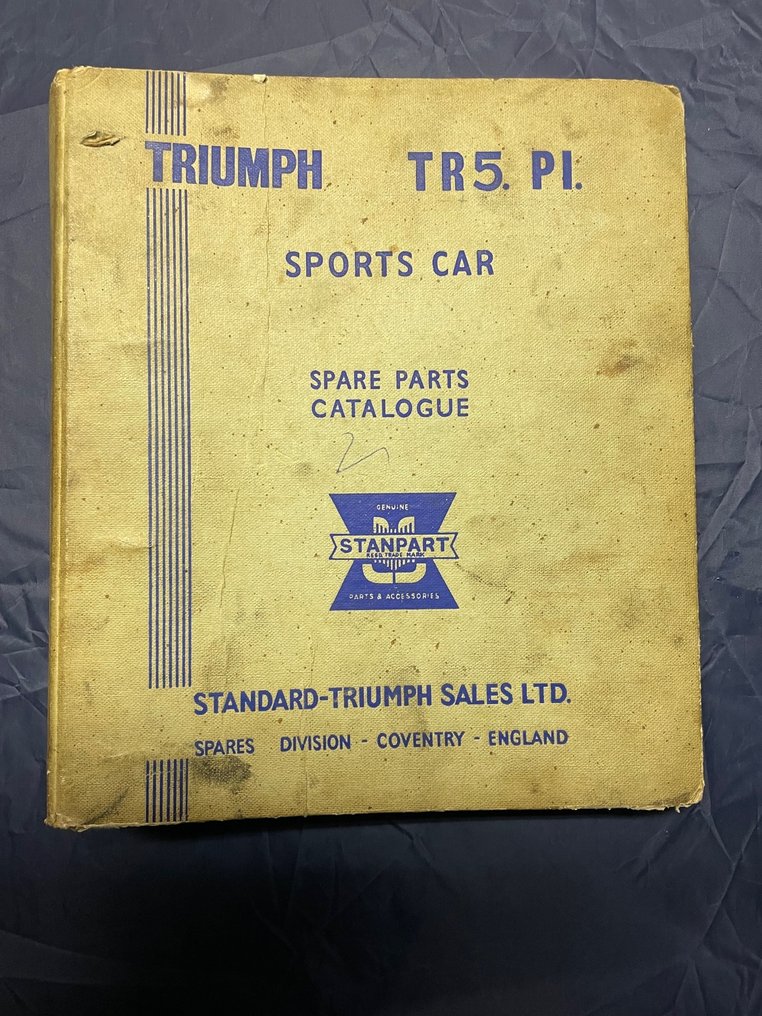 TRIUMPH TR5. PI.
SPORTS CAR
SPARE PARTS
CATALOGUE
GENUINE
STANPART
REGD. TRADE MARK
PARTS & ACCESSORIES
STANDARD-TRIUMPH SALES LTD.
SPARES DIVISION - COVENTRY - ENGLAND